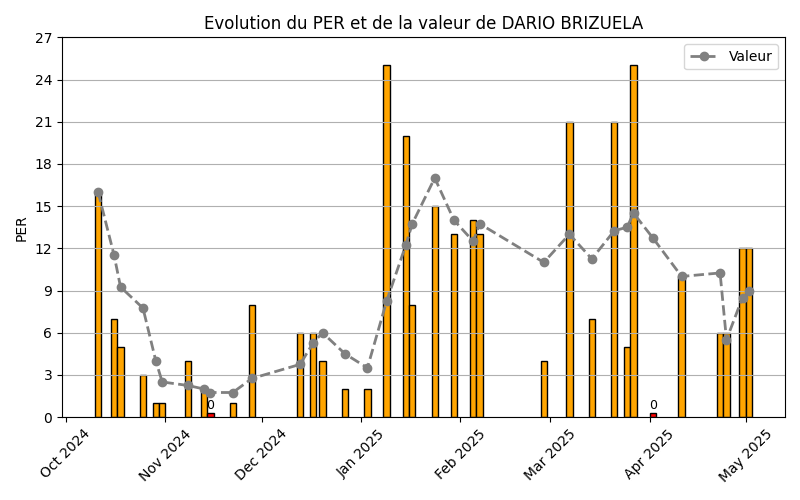 Evolution du PER et de la valeur de DARIO BRIZUELA
Valeur
PER
27
24
21
18
15
12
9
6
3
0
0
0
Oct 2024
Nov 2024
Dec 2024
Jan 2025
Feb 2025
Mar 2025
Apr 2025
May 2025